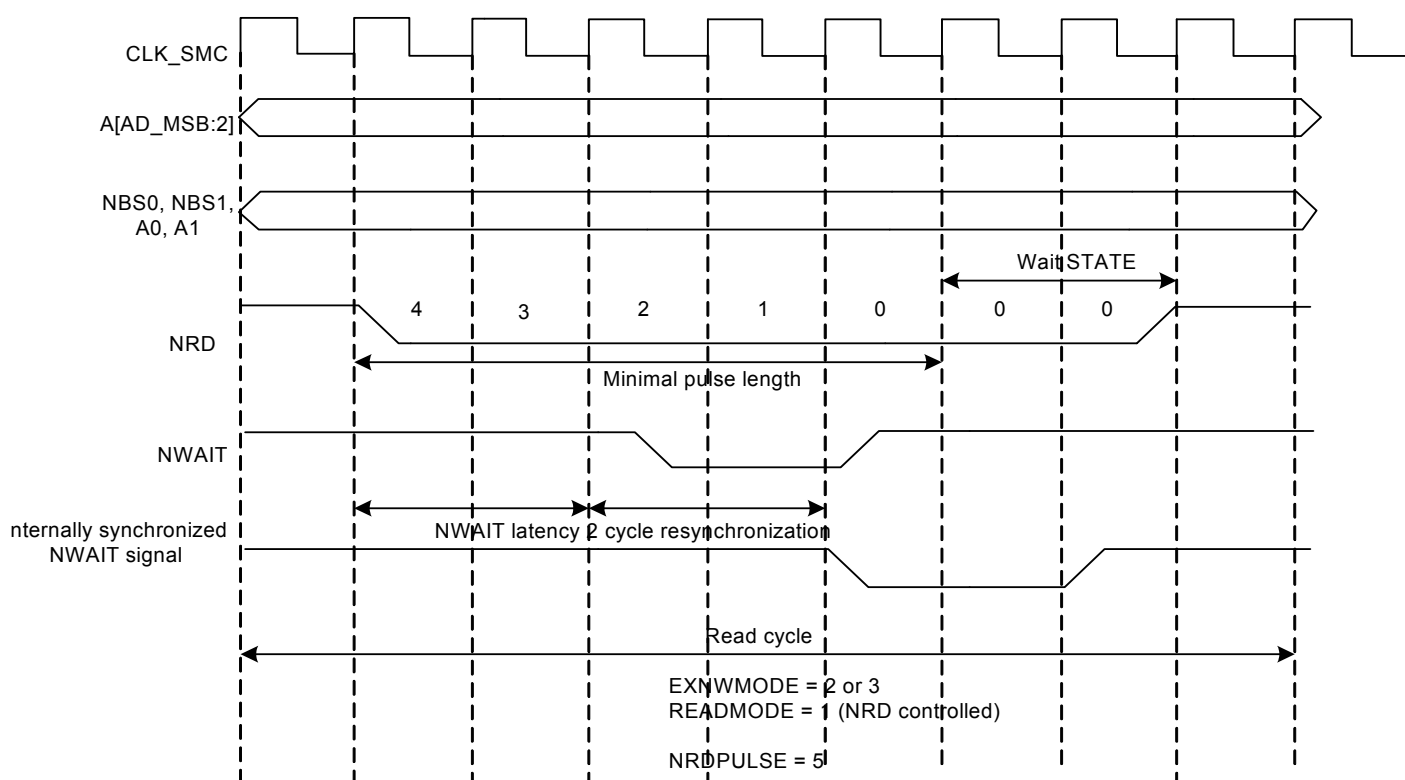 CLK_SMC
A[AD_MSB:2]
NBS0, NBS1,
A0, A1
Wait STATE
4 3 2 1 0 0 0
NRD
Minimal pulse length
NWAIT
NWAIT latency 2 cycle resynchronization
nternally synchronized
NWAIT signal
Read cycle
EXNWMODE = 2 or 3
READMODE = 1 (NRD controlled)
NRDPULSE = 5